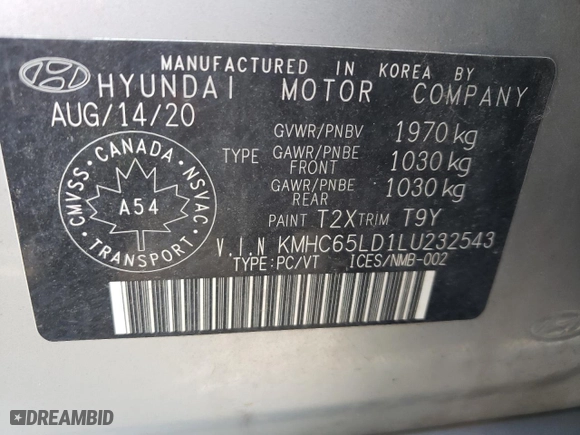 MANUFACTURED IN KOREA BY
HYUNDAI MOTOR COMPANY
AUG/14/20
GVWR/PNBV 1970 kg
TYPE GAWR/PNBE FRONT 1030 kg
GAWR/PNBE REAR 1030 kg
PAINT T2X TRIM T9Y
V.I.N KMHC65LD1LU232543
TYPE:PC/VT ICES/NMB-002
CANADA
CMVSS
NSVAC
A54
TRANSPORT
DREAMBID